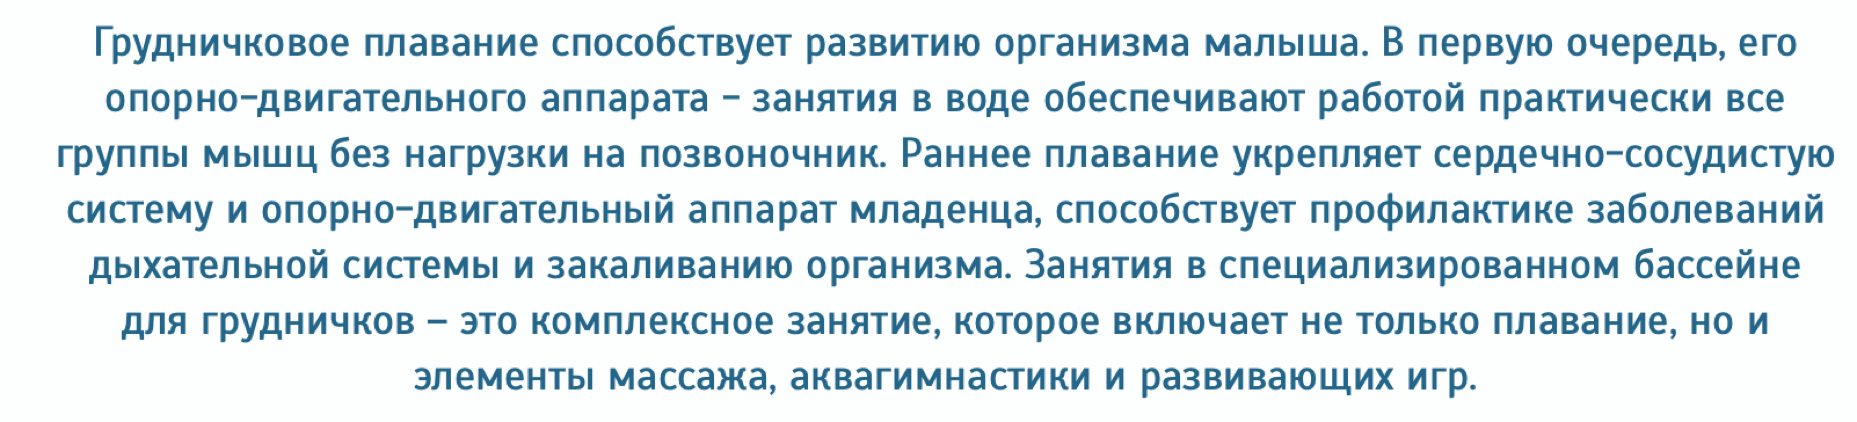 Грудничковое плавание способствует развитию организма малыша. В первую очередь, его
опорно-двигательного аппарата - занятия в воде обеспечивают работой практически все
группы мышц без нагрузки на позвоночник. Раннее плавание укрепляет сердечно-сосудистую
систему и опорно-двигательный аппарат младенца, способствует профилактике заболеваний
дыхательной системы и закаливанию организма. Занятия в специализированном бассейне
для грудничков – это комплексное занятие, которое включает не только плавание, но и
элементы массажа, аквагимнастики и развивающих игр.